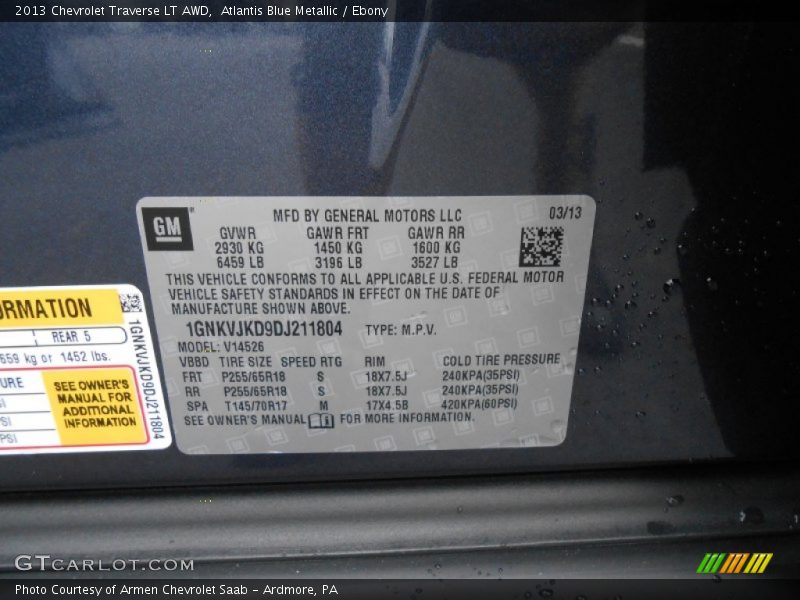 2013 Chevrolet Traverse LT AWD, Atlantis Blue Metallic / Ebony
GM
MFD BY GENERAL MOTORS LLC 03/13
GVWR GAWR FRT GAWR RR
2930 KG 1450 KG 1600 KG
6459 LB 3196 LB 3527 LB
THIS VEHICLE CONFORMS TO ALL APPLICABLE U.S. FEDERAL MOTOR
VEHICLE SAFETY STANDARDS IN EFFECT ON THE DATE OF
MANUFACTURE SHOWN ABOVE.
1GNKVJKD9DJ211804 TYPE: M.P.V.
MODEL: V14526
VBBD TIRE SIZE SPEED RTG RIM COLD TIRE PRESSURE
FRT P255/65R18 S 18X7.5J 240KPA(35PSI)
RR P255/65R18 S 18X7.5J 240KPA(35PSI)
SPA T145/70R17 M 17X4.5B 420KPA(60PSI)
SEE OWNER'S MANUAL FOR MORE INFORMATION.
ORMATION
REAR 5
659 kg or 1452 lbs.
URE
SI
PSI
PSI
SEE OWNER'S
MANUAL FOR
ADDITIONAL
INFORMATION
1GNKVJKD9DJ211804
GTCARLOT.COM
Photo Courtesy of Armen Chevrolet Saab - Ardmore, PA